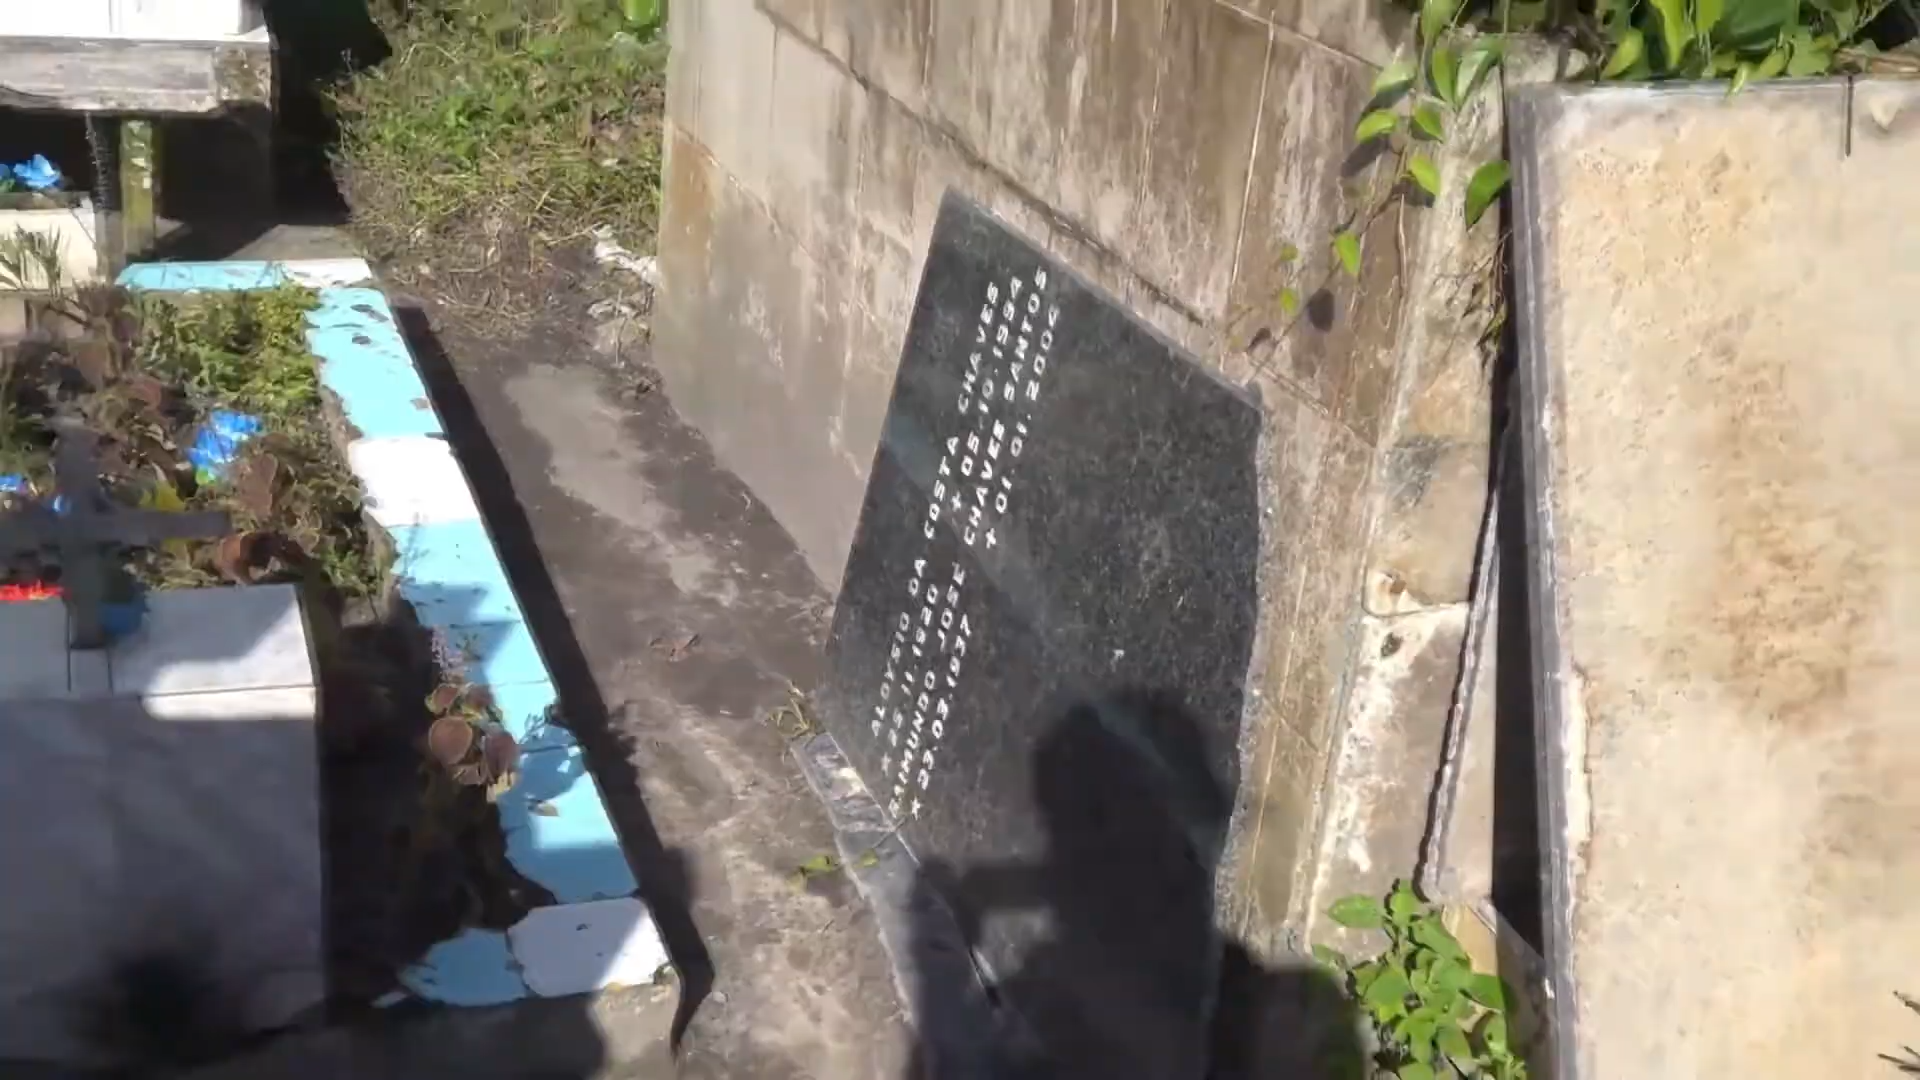 ALOYSIO DA COSTA CHAVES
* 25.11.1920 + 05.10.1994
RAIMUNDO JOSE CHAVES SANTOS
* 23.03.1937 + 01.01.2002